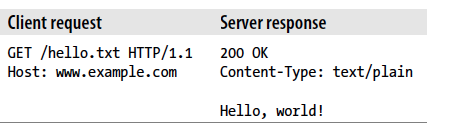 Client request Server response
GET /hello.txt HTTP/1.1 200 OK
Host: www.example.com Content-Type: text/plain
Hello, world!